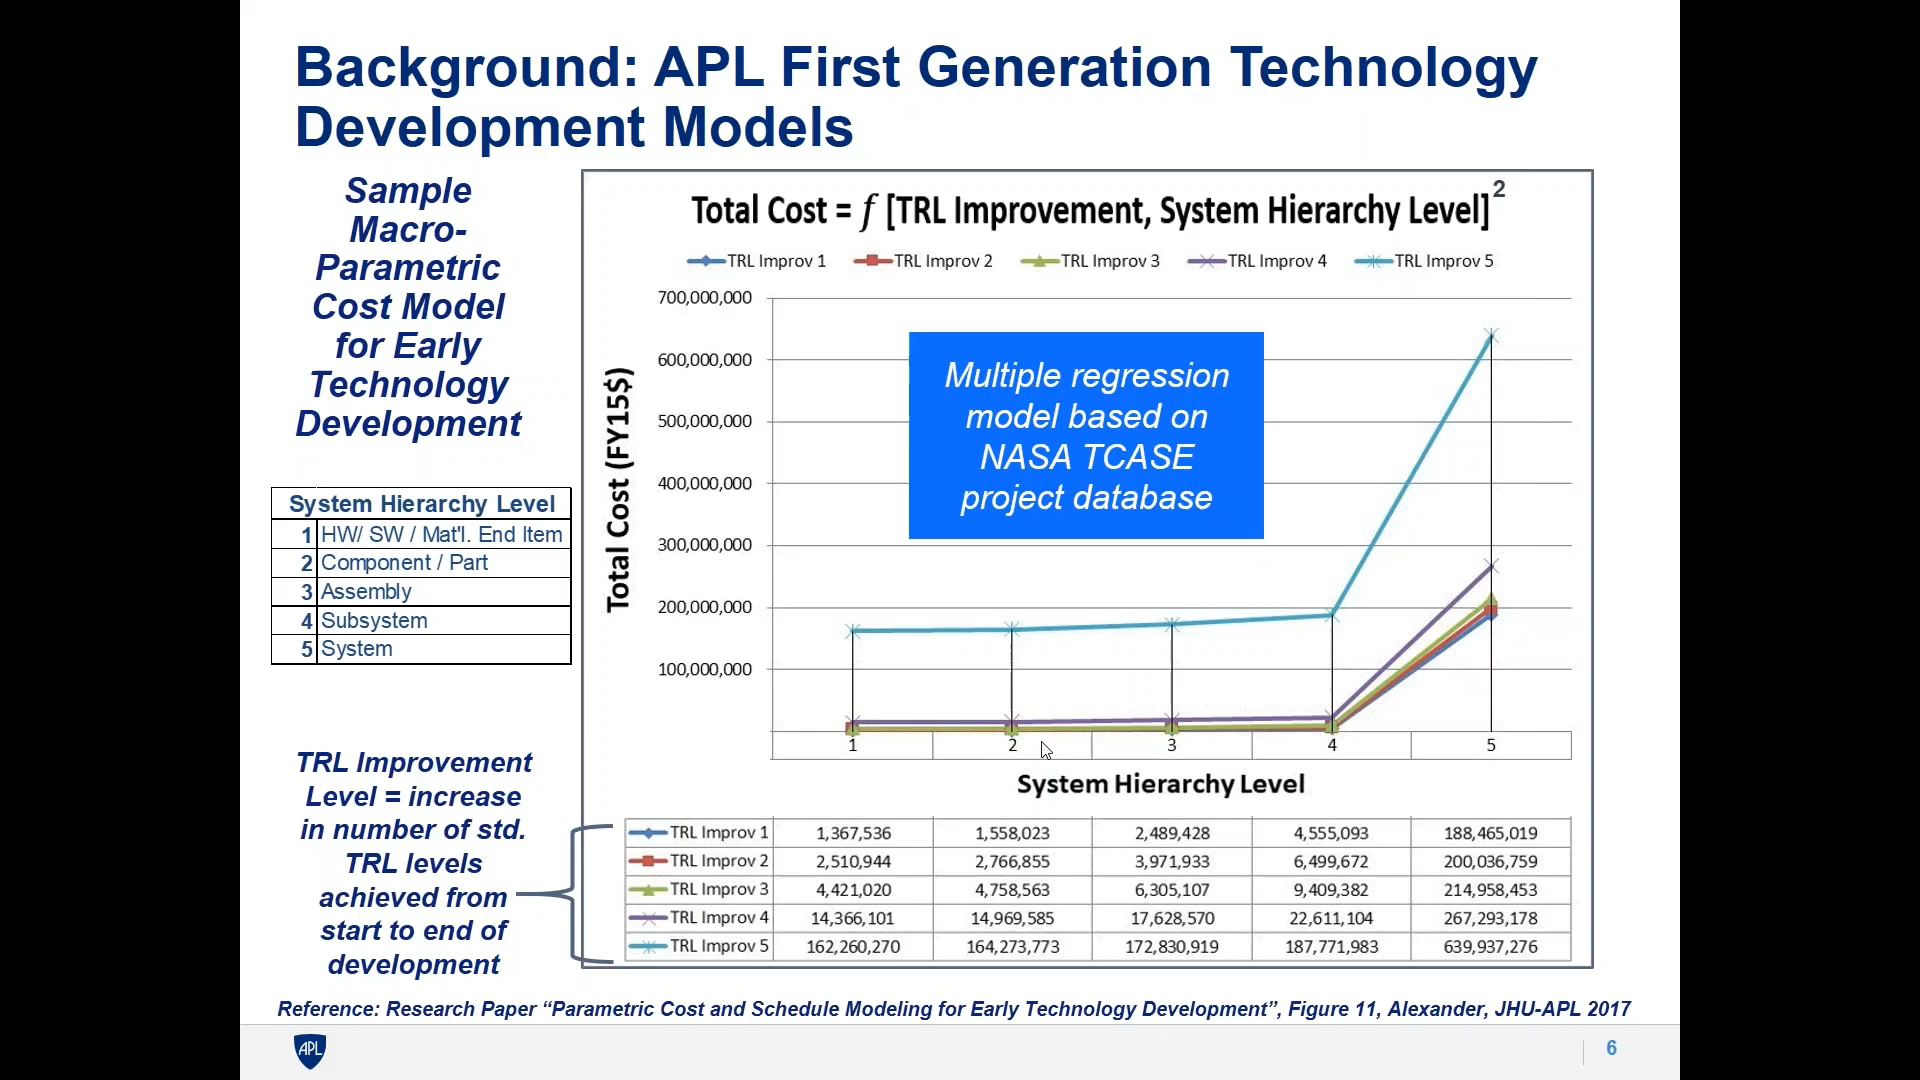 Background: APL First Generation Technology
Development Models
Sample
Macro-
Parametric
Cost Model
for Early
Technology
Development
System Hierarchy Level
1 HW/ SW / Mat'l. End Item
2 Component / Part
3 Assembly
4 Subsystem
5 System
TRL Improvement
Level = increase
in number of std.
TRL levels
achieved from
start to end of
development
Total Cost = f [TRL Improvement, System Hierarchy Level] 2
TRL Improv 1 TRL Improv 2 TRL Improv 3 TRL Improv 4 TRL Improv 5
700,000,000
600,000,000
500,000,000
400,000,000
300,000,000
200,000,000
100,000,000
Total Cost (FY15$)
Multiple regression
model based on
NASA TCASE
project database
1 2 3 4 5
System Hierarchy Level
TRL Improv 1 1,367,536 1,558,023 2,489,428 4,555,093 188,465,019
TRL Improv 2 2,510,944 2,766,855 3,971,933 6,499,672 200,036,759
TRL Improv 3 4,421,020 4,758,563 6,305,107 9,409,382 214,958,453
TRL Improv 4 14,366,101 14,969,585 17,628,570 22,611,104 267,293,178
TRL Improv 5 162,260,270 164,273,773 172,830,919 187,771,983 639,937,276
Reference: Research Paper “Parametric Cost and Schedule Modeling for Early Technology Development”, Figure 11, Alexander, JHU-APL 2017
APL
6